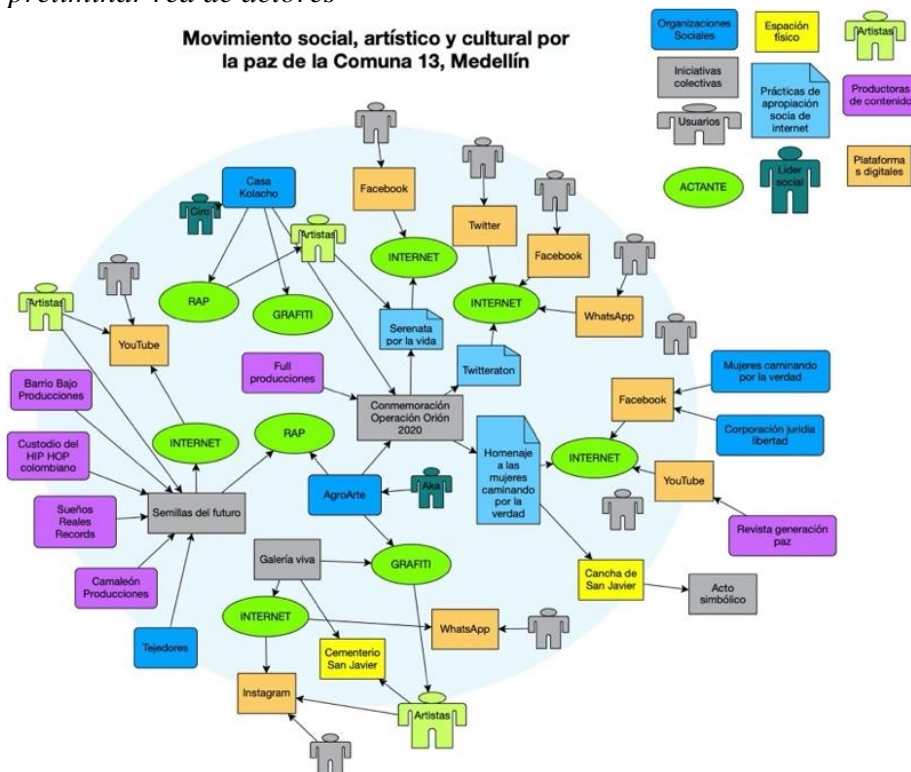 preliminar red de actores
Movimiento social, artístico y cultural por
la paz de la Comuna 13, Medellín
Organizaciones
Sociales
Espación
físico
Artistas
Iniciativas
colectivas
Usuarios
Prácticas de
apropiación
socia de
internet
Productoras
de contenido
ACTANTE
Líder
social
Plataforma
s digitales
Casa
Kolacho
Ciro
Artistas
Facebook
Twitter
Facebook
WhatsApp
INTERNET
INTERNET
RAP
GRAFITI
Artistas
YouTube
Serenata
por la vida
Twitteraton
Full
producciones
Conmemoración
Operación Orión
2020
Mujeres caminando
por la verdad
Facebook
Corporación juridia
libertad
Barrio Bajo
Producciones
Custodio del
HIP HOP
colombiano
Sueños
Reales
Records
Camaleón
Producciones
Tejedores
INTERNET
RAP
Semillas del futuro
AgroArte
Aka
Homenaje
a las
mujeres
caminando
por la
verdad
INTERNET
YouTube
Revista generación
paz
Galería viva
GRAFITI
Cancha de
San Javier
Acto
simbólico
INTERNET
WhatsApp
Cementerio
San Javier
Instagram
Artistas